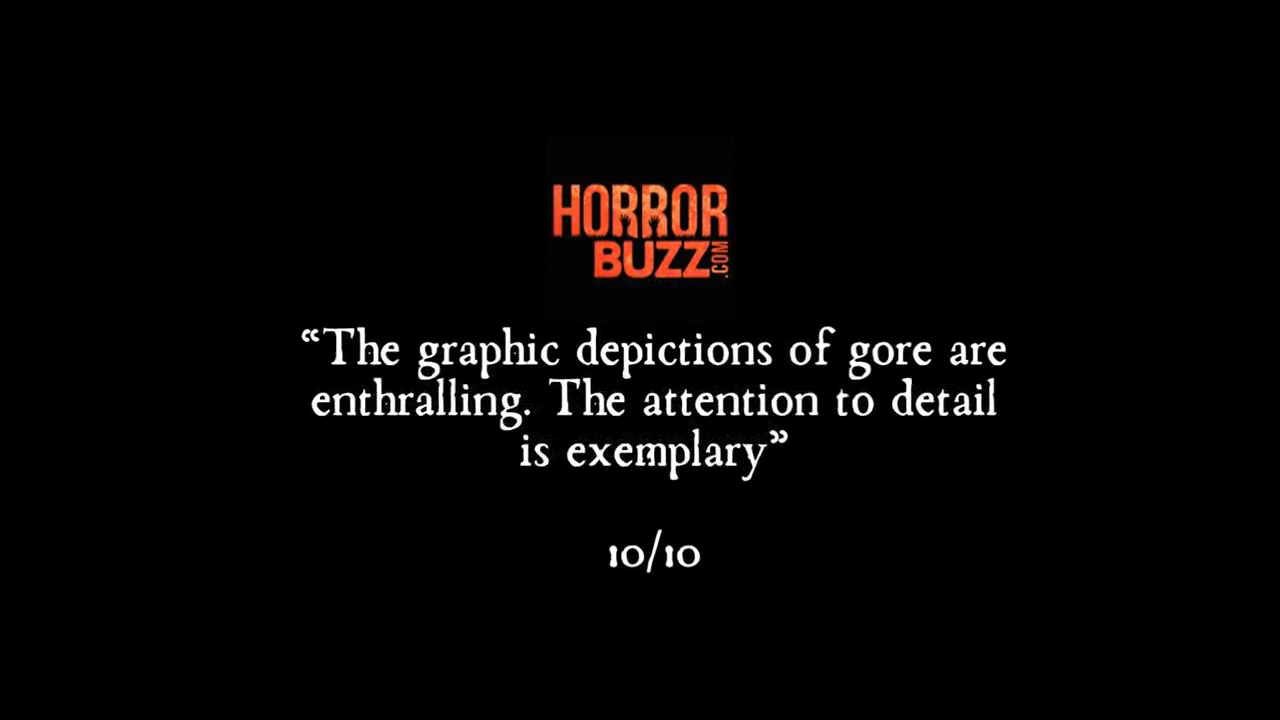 HORROR
BUZZ.COM
“The graphic depictions of gore are
enthralling. The attention to detail
is exemplary”
10/10